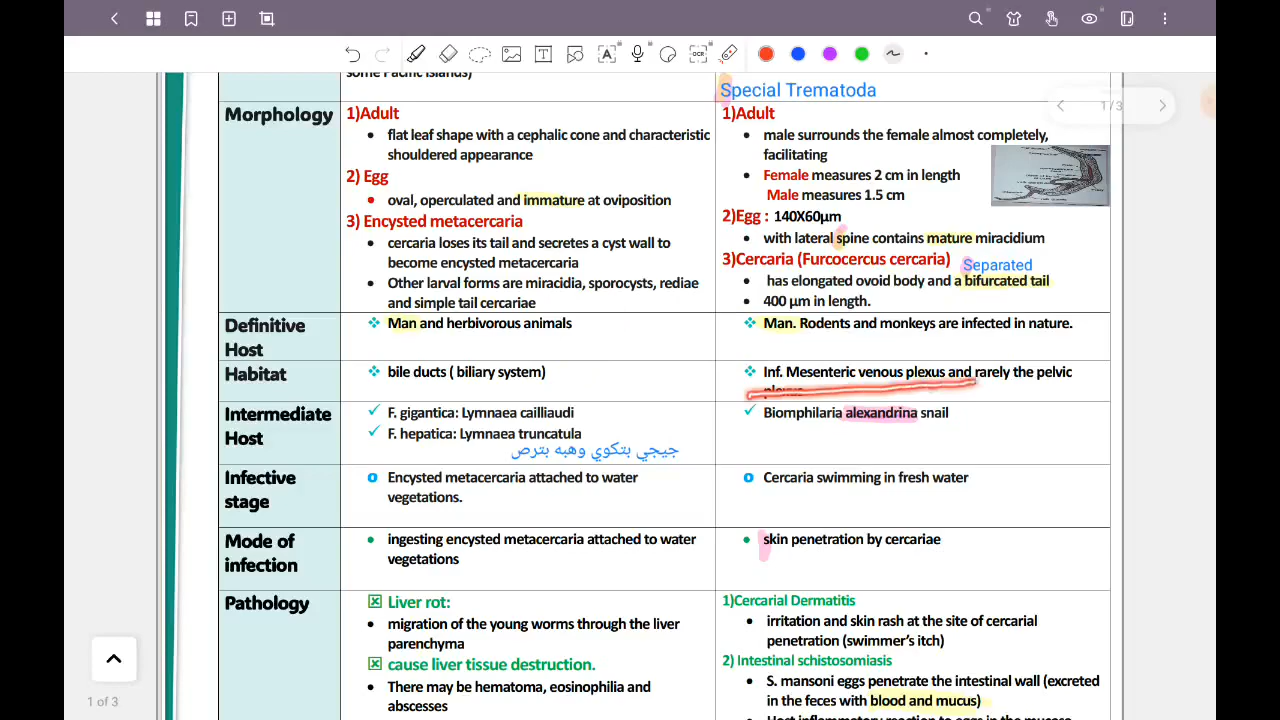 some Pacific Islands)
Special Trematoda
1/3
Morphology
1)Adult
• flat leaf shape with a cephalic cone and characteristic
shouldered appearance
2) Egg
• oval, operculated and immature at oviposition
3) Encysted metacercaria
• cercaria loses its tail and secretes a cyst wall to
become encysted metacercaria
• Other larval forms are miracidia, sporocysts, rediae
and simple tail cercariae
1)Adult
• male surrounds the female almost completely,
facilitating
• Female measures 2 cm in length
Male measures 1.5 cm
2)Egg : 140X60µm
• with lateral spine contains mature miracidium
3)Cercaria (Furcocercus cercaria)
Separated
• has elongated ovoid body and a bifurcated tail
• 400 µm in length.
Definitive
Host
❖ Man and herbivorous animals
❖ Man. Rodents and monkeys are infected in nature.
Habitat
❖ bile ducts ( biliary system)
❖ Inf. Mesenteric venous plexus and rarely the pelvic
plexus
Intermediate
Host
✓ F. gigantica: Lymnaea cailliaudi
✓ F. hepatica: Lymnaea truncatula
جيجي بتكوي وهبه بترص
✓ Biomphilaria alexandrina snail
Infective
stage
o Encysted metacercaria attached to water
vegetations.
o Cercaria swimming in fresh water
Mode of
infection
• ingesting encysted metacercaria attached to water
vegetations
• skin penetration by cercariae
Pathology
☒ Liver rot:
• migration of the young worms through the liver
parenchyma
☒ cause liver tissue destruction.
• There may be hematoma, eosinophilia and
abscesses
1)Cercarial Dermatitis
• irritation and skin rash at the site of cercarial
penetration (swimmer's itch)
2) Intestinal schistosomiasis
• S. mansoni eggs penetrate the intestinal wall (excreted
in the feces with blood and mucus)
• Host inflammatory reaction to eggs in the mucosa
1 of 3